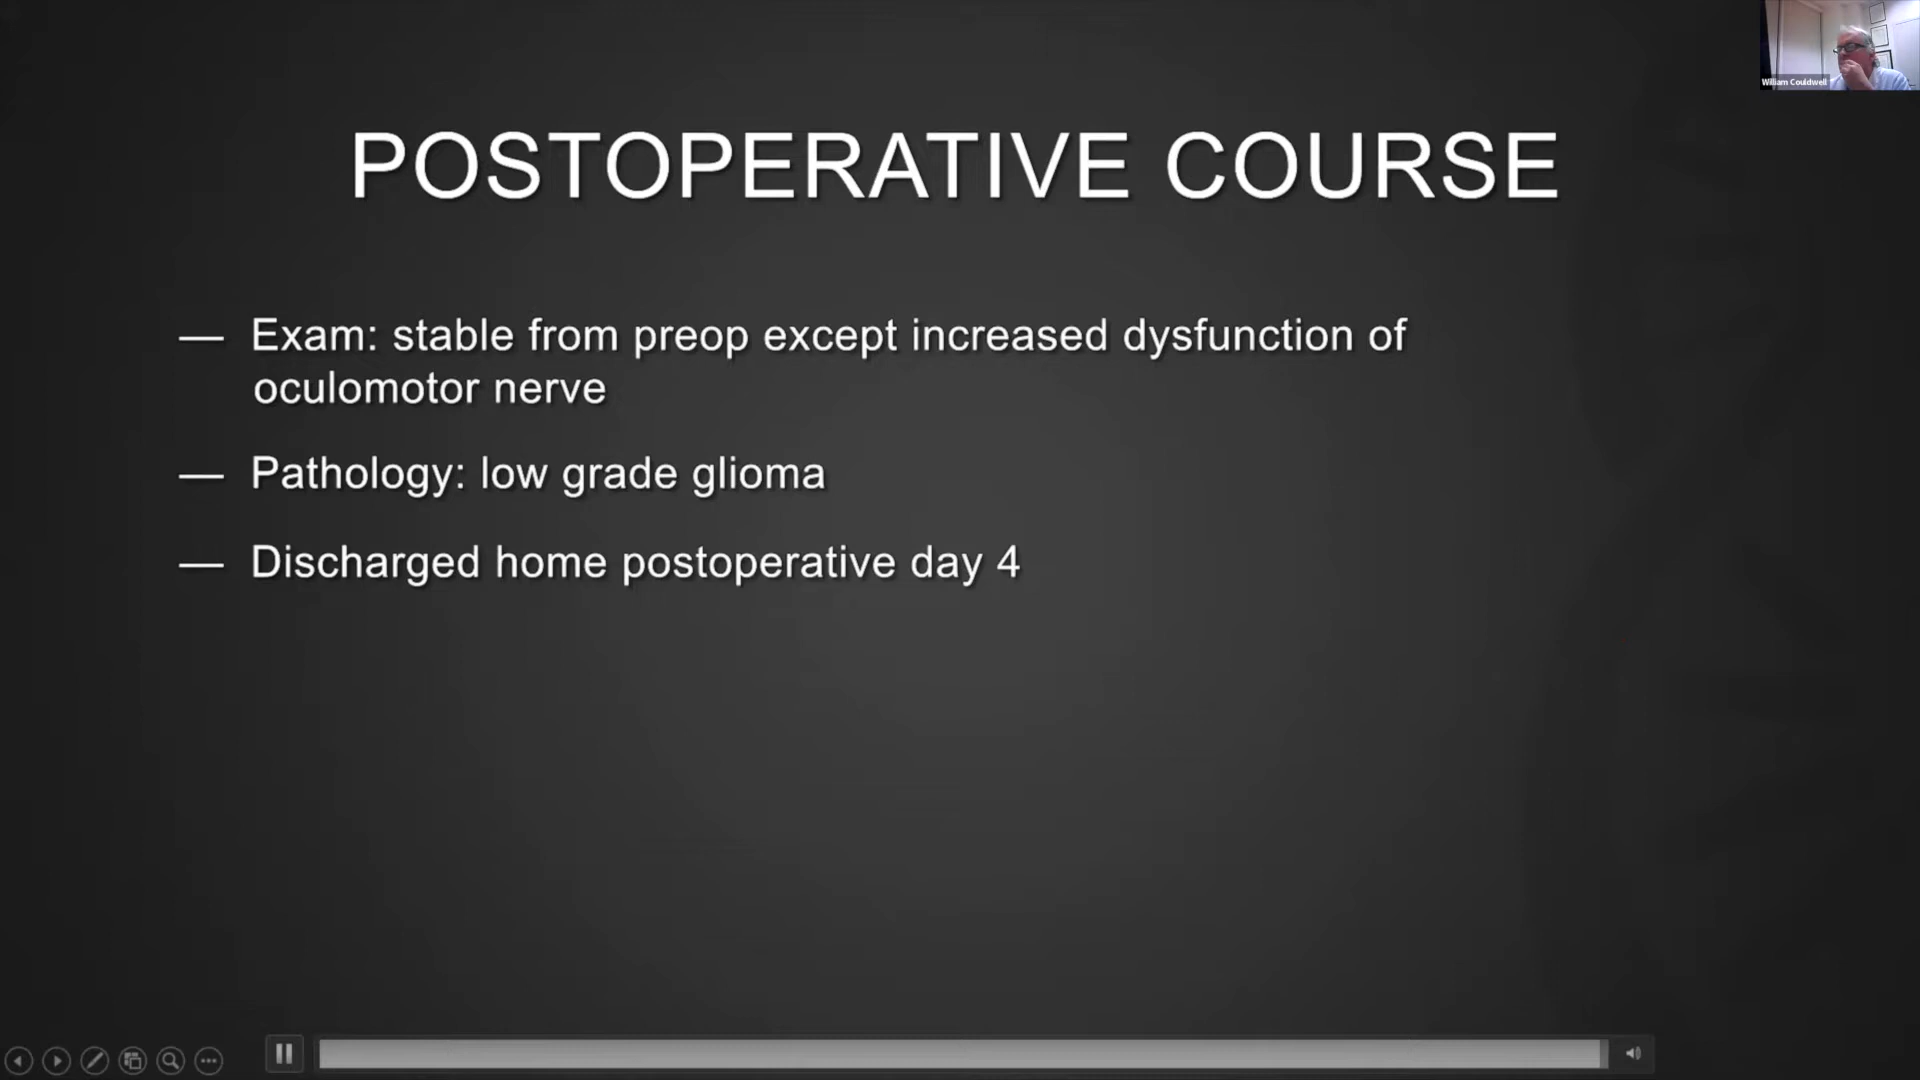 William Couldwell
POSTOPERATIVE COURSE
— Exam: stable from preop except increased dysfunction of
oculomotor nerve
— Pathology: low grade glioma
— Discharged home postoperative day 4